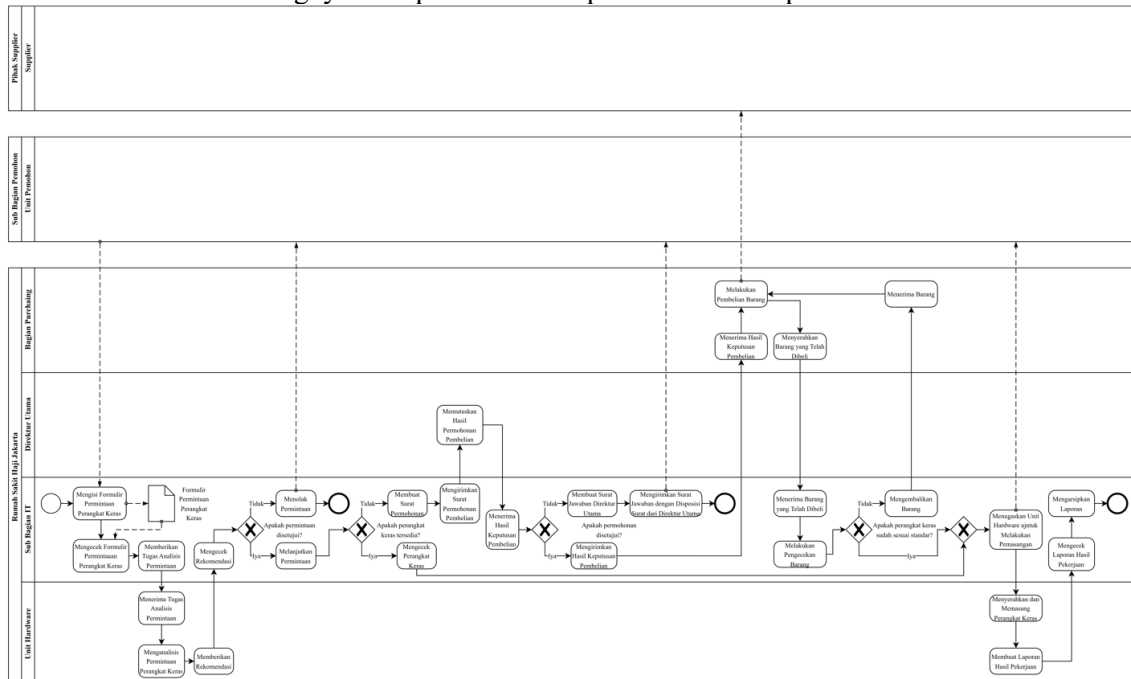 Pihak Supplier
Supplier
Sub Bagian Pemohon
Unit Pemohon
Rumah Sakit Haji Jakarta
Bagian Purchaing
Melakukan
Pembelian Barang
Menerima Barang
Menerima Hasil
Keputusan
Pembelian
Menyerahkan
Barang yang Telah
Dibeli
Direktur Utama
Memutuskan
Hasil
Permohonan
Pembelian
Sub Bagian IT
Mengisi Formulir
Permintaan
Perangkat Keras
Formulir
Permintaan
Perangkat
Keras
Mengecek Formulir
Permintaaan
Perangkat Keras
Memberikan
Tugas Analisis
Permintaan
Mengecek
Rekomendasi
Tidak
Apakah permintaan
disetujui?
Iya
Menolak
Permintaan
Melanjutkan
Permintaan
Tidak
Apakah perangkat
keras tersedia?
Iya
Membuat
Surat
Permohonan
Mengecek
Perangkat
Keras
Mengirimkan
Surat
Permohonan
Pembelian
Menerima
Hasil
Keputusan
Pembelian
Tidak
Apakah permohonan
disetujui?
Iya
Membuat Surat
Jawaban Direktur
Utama
Mengirimkan Surat
Jawaban dengan Disposisi
Surat dari Direktur Utama
Mengirimkan
Hasil Keputusan
Pembelian
Menerima Barang
yang Telah Dibeli
Melakukan
Pengecekan
Barang
Tidak
Apakah perangkat keras
sudah sesuai standar?
Iya
Mengembalikan
Barang
Menugaskan Unit
Hardware ujntuk
Melakukan
Pemasangan
Mengarsipkan
Laporan
Mengecek
Laporan Hasil
Pekerjaan
Unit Hardware
Menerima Tugas
Analisis
Permintaan
Menganalisis
Permintaan
Perangkat Keras
Memberikan
Rekomendasi
Menyerahkan dan
Memasang
Perangkat Keras
Membuat Laporan
Hasil Pekerjaan